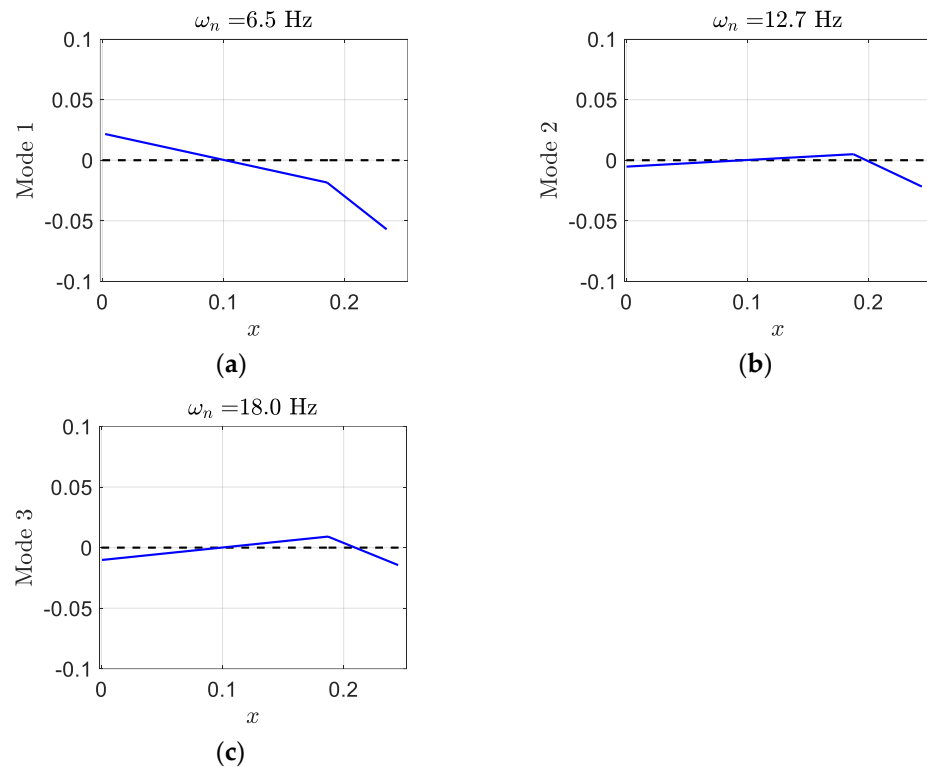 ωₙ =6.5 Hz
0.1
0.05
0
-0.05
-0.1
Mode 1
0 0.1 0.2
x
(a)
ωₙ =12.7 Hz
0.1
0.05
0
-0.05
-0.1
Mode 2
0 0.1 0.2
x
(b)
ωₙ =18.0 Hz
0.1
0.05
0
-0.05
-0.1
Mode 3
0 0.1 0.2
x
(c)